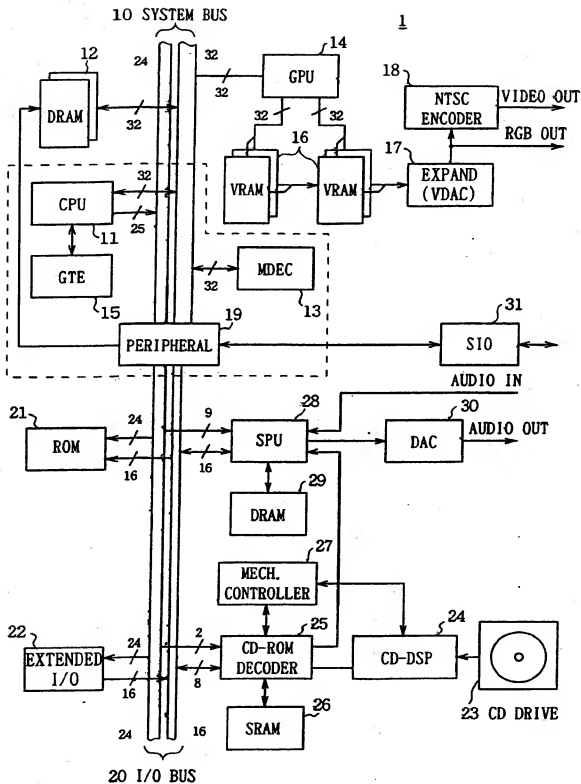 10 SYSTEM BUS
1
24
32
12
DRAM
32
32
14
GPU
32
32
16
VRAM
VRAM
18
NTSC
ENCODER
VIDEO OUT
RGB OUT
17
EXPAND
(VDAC)
CPU
11
32
25
GTE
15
MDEC
13
32
19
PERIPHERAL
31
SIO
AUDIO IN
21
ROM
24
16
9
16
28
SPU
30
DAC
AUDIO OUT
29
DRAM
27
MECH.
CONTROLLER
22
EXTENDED
I/O
24
16
2
8
25
CD-ROM
DECODER
24
CD-DSP
23 CD DRIVE
26
SRAM
24
16
20 I/O BUS